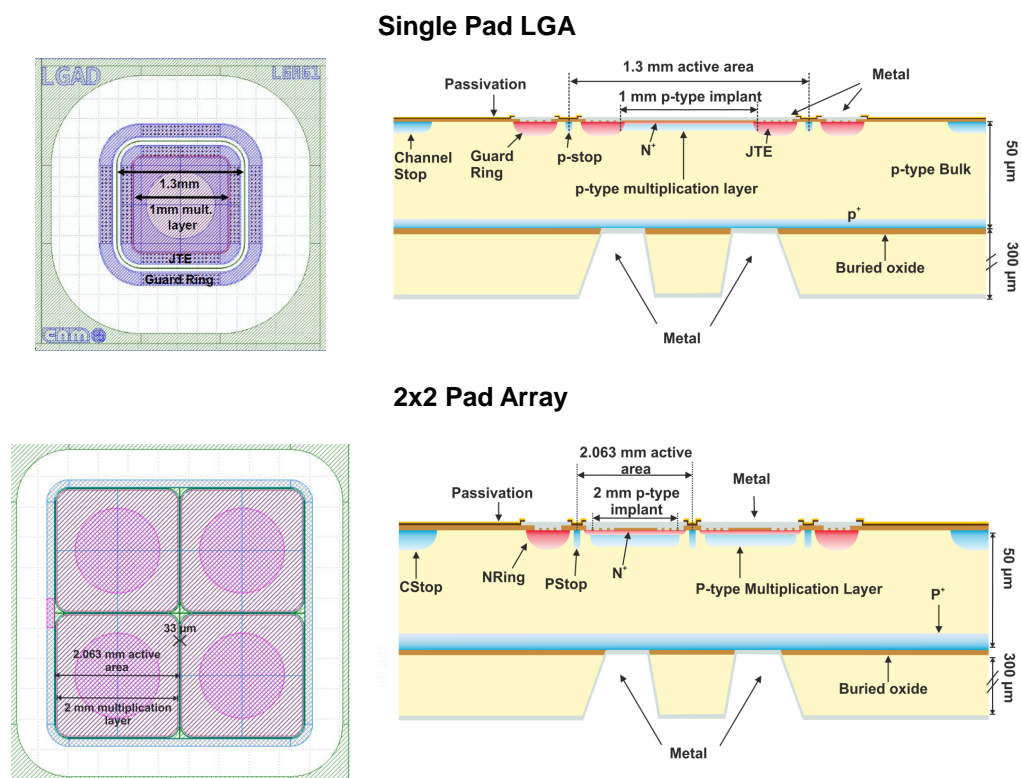 Single Pad LGA
LGAD
LGA61
1.3mm
1mm mult.
layer
JTE
Guard Ring
cnm
1.3 mm active area
Metal
Passivation
1 mm p-type implant
Channel
Stop
Guard
Ring
p-stop
N+
JTE
p-type multiplication layer
p-type Bulk
50 µm
p+
Buried oxide
300 µm
Metal
2x2 Pad Array
33 µm
2.063 mm active
area
2 mm multiplication
layer
2.063 mm active
area
Metal
Passivation
2 mm p-type
implant
CStop
NRing
PStop
N+
P-type Multiplication Layer
50 µm
P+
Buried oxide
300 µm
Metal